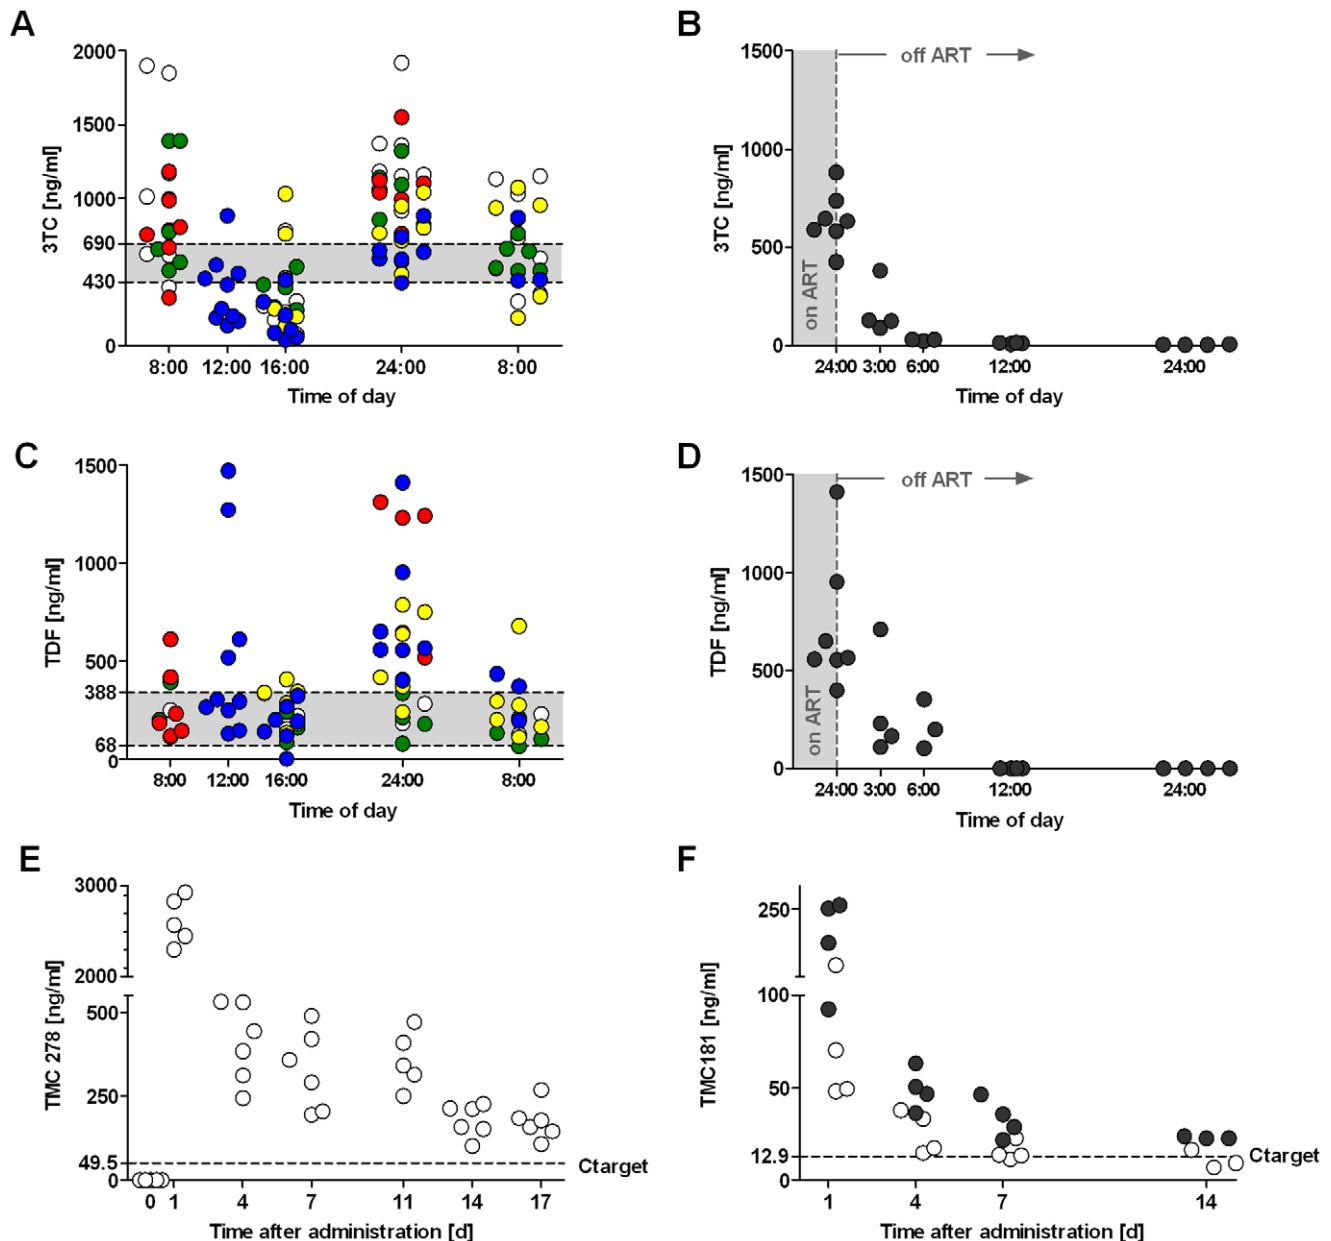 A
2000
1500
1000
690
430
0
3TC [ng/ml]
8:00 12:00 16:00 24:00 8:00
Time of day
B
1500
1000
500
0
3TC [ng/ml]
on ART
off ART
24:00 3:00 6:00 12:00 24:00
Time of day
C
1500
1000
500
388
68
0
TDF [ng/ml]
8:00 12:00 16:00 24:00 8:00
Time of day
D
1500
1000
500
0
TDF [ng/ml]
on ART
off ART
24:00 3:00 6:00 12:00 24:00
Time of day
E
3000
2000
500
250
49.5
0
TMC 278 [ng/ml]
Ctarget
0 1 4 7 11 14 17
Time after administration [d]
F
250
100
50
12.9
0
TMC181 [ng/ml]
Ctarget
1 4 7 14
Time after administration [d]